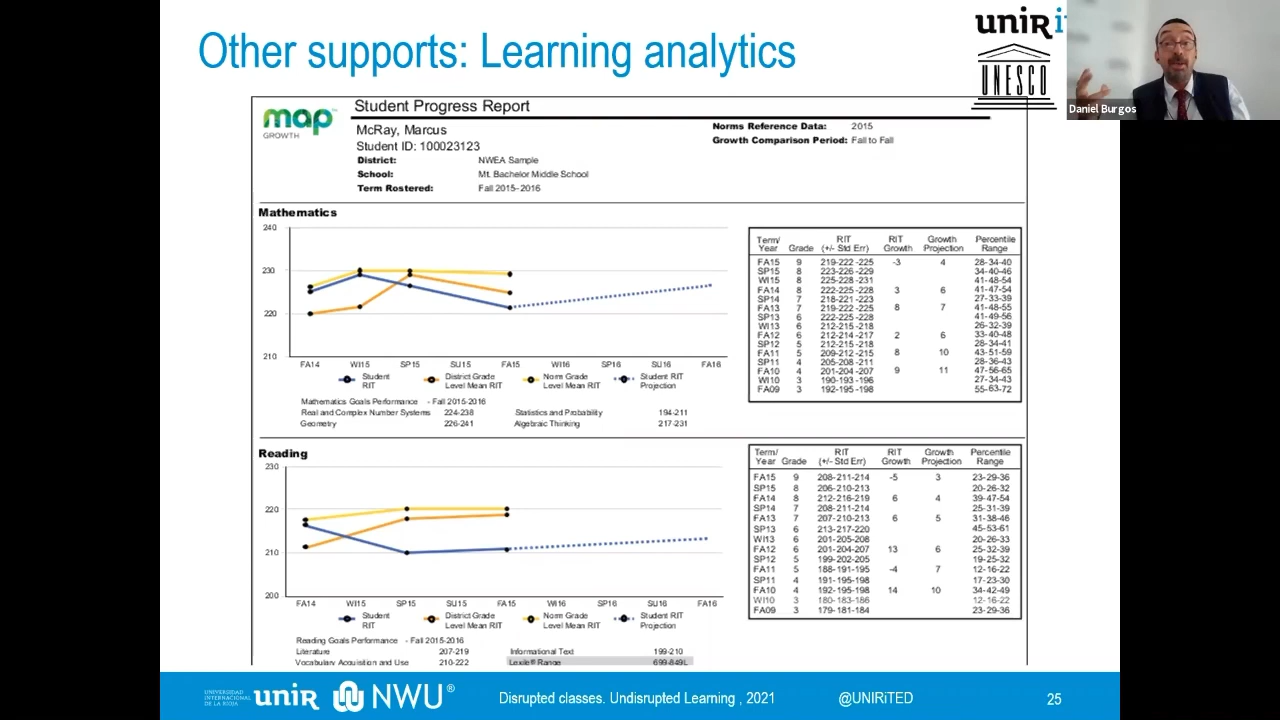 Other supports: Learning analytics
uniRi
UNESCO
Daniel Burgos
map
GROWTH
Student Progress Report
McRay, Marcus
Student ID: 100023123
District: NWEA Sample
School: Mt. Bachelor Middle School
Term Rostered: Fall 2015-2016
Norms Reference Data: 2015
Growth Comparison Period: Fall to Fall
Mathematics
240
230
220
210
FA14 WI15 SP15 SU15 FA15 WI16 SP16 SU16 FA16
Student RIT
District Grade Level Mean RIT
Norm Grade Level Mean RIT
Student RIT Projection
Mathematics Goals Performance - Fall 2015-2016
Real and Complex Number Systems 224-238 Statistics and Probability 194-211
Geometry 226-241 Algebraic Thinking 217-231
Term/ Year Grade RIT (+/- Std Err) RIT Growth Growth Projection Percentile Range
FA15 9 219-222-225 -3 4 28-34-40
SP15 8 223-226-229 34-40-46
WI15 8 225-228-231 41-48-54
FA14 8 222-225-228 3 6 41-47-54
SP14 7 218-221-223 27-33-39
FA13 7 219-222-225 8 7 41-48-55
SP13 6 222-225-228 41-49-56
WI13 6 212-215-218 26-32-39
FA12 6 212-214-217 2 6 33-40-48
SP12 5 212-215-218 28-34-41
FA11 5 209-212-215 8 10 43-51-59
SP11 4 205-208-211 28-36-43
FA10 4 201-204-207 9 11 47-56-65
WI10 3 190-193-196 27-34-43
FA09 3 192-195-198 55-63-72
Reading
230
220
210
200
FA14 WI15 SP15 SU15 FA15 WI16 SP16 SU16 FA16
Student RIT
District Grade Level Mean RIT
Norm Grade Level Mean RIT
Student RIT Projection
Reading Goals Performance - Fall 2015-2016
Literature 207-219 Informational Text 199-210
Vocabulary Acquisition and Use 210-222 Lexile® Range 699-849L
Term/ Year Grade RIT (+/- Std Err) RIT Growth Growth Projection Percentile Range
FA15 9 208-211-214 -5 3 23-29-36
SP15 8 206-210-213 20-26-32
FA14 8 212-216-219 6 4 39-47-54
SP14 7 208-211-214 25-31-39
FA13 7 207-210-213 6 5 31-38-46
SP13 6 213-217-220 45-53-61
WI13 6 201-205-208 20-26-33
FA12 6 201-204-207 13 6 25-32-39
SP12 5 199-202-205 19-25-32
FA11 5 188-191-195 -4 7 12-16-22
SP11 4 191-195-198 17-23-30
FA10 4 192-195-198 14 10 34-42-49
WI10 3 180-183-186 12-16-22
FA09 3 179-181-184 23-29-36
UNIVERSIDAD
INTERNACIONAL
DE LA RIOJA
unir
NWU®
Disrupted classes. Undisrupted Learning , 2021
@UNIRiTED
25